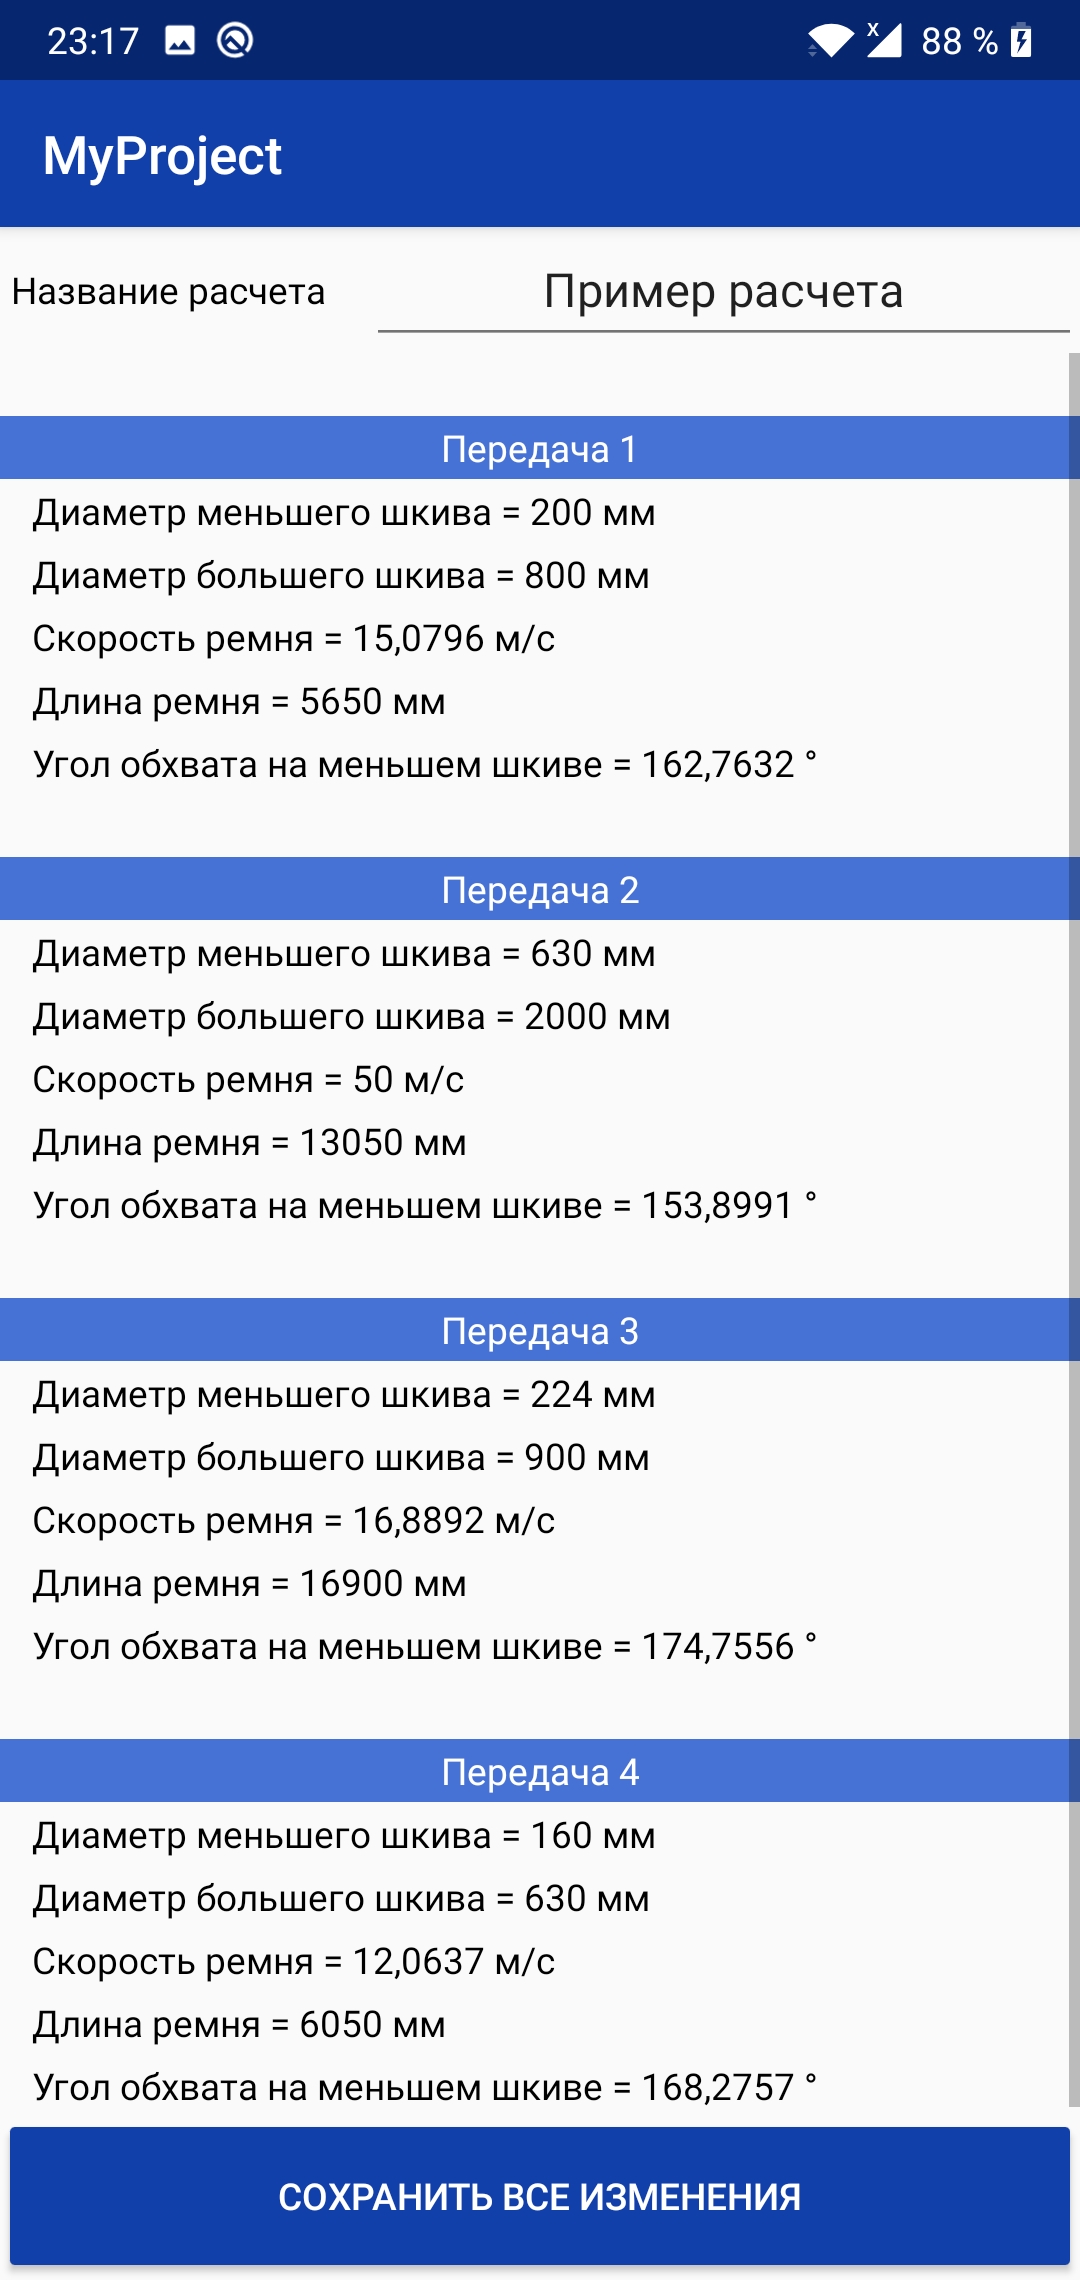 23:17
x 88 %
MyProject
Название расчета Пример расчета
Передача 1
Диаметр меньшего шкива = 200 мм
Диаметр большего шкива = 800 мм
Скорость ремня = 15,0796 м/с
Длина ремня = 5650 мм
Угол обхвата на меньшем шкиве = 162,7632 °
Передача 2
Диаметр меньшего шкива = 630 мм
Диаметр большего шкива = 2000 мм
Скорость ремня = 50 м/с
Длина ремня = 13050 мм
Угол обхвата на меньшем шкиве = 153,8991 °
Передача 3
Диаметр меньшего шкива = 224 мм
Диаметр большего шкива = 900 мм
Скорость ремня = 16,8892 м/с
Длина ремня = 16900 мм
Угол обхвата на меньшем шкиве = 174,7556 °
Передача 4
Диаметр меньшего шкива = 160 мм
Диаметр большего шкива = 630 мм
Скорость ремня = 12,0637 м/с
Длина ремня = 6050 мм
Угол обхвата на меньшем шкиве = 168,2757 °
СОХРАНИТЬ ВСЕ ИЗМЕНЕНИЯ